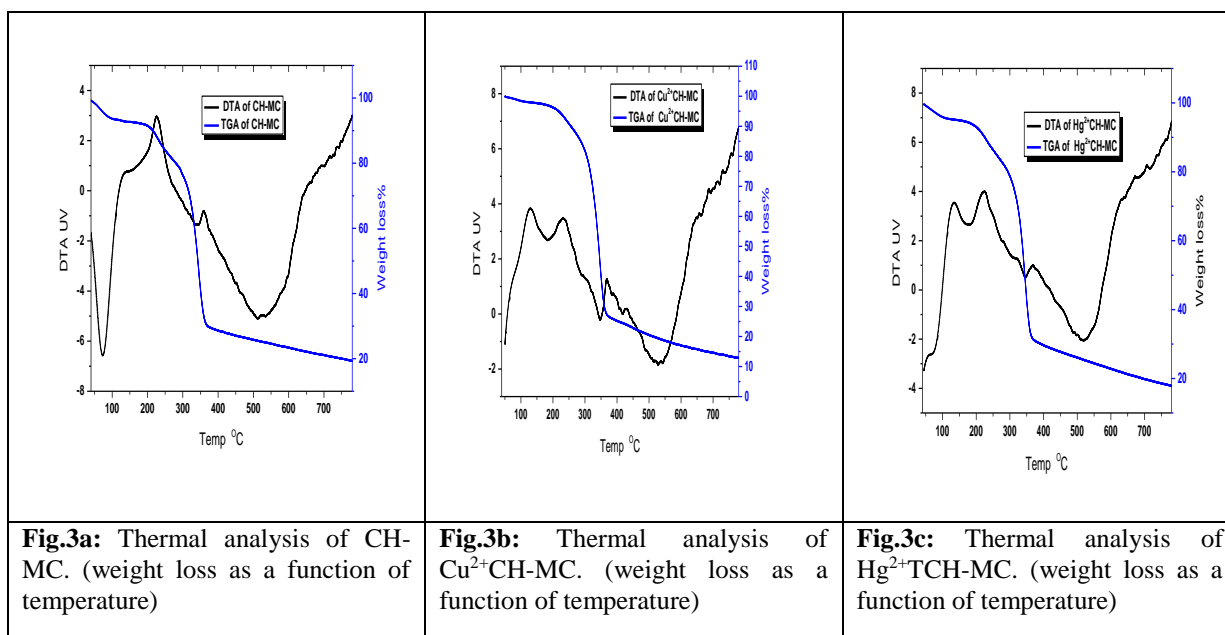 DTA of CH-MC
TGA of CH-MC
4
2
0
-2
-4
-6
-8
DTA UV
100
80
60
40
20
Weight loss%
100 200 300 400 500 600 700
Temp ⁰C
DTA of Cu²⁺CH-MC
TGA of Cu²⁺CH-MC
8
6
4
2
0
-2
DTA UV
110
100
90
80
70
60
50
40
30
20
10
0
Weight loss%
100 200 300 400 500 600 700
Temp ⁰C
DTA of Hg²⁺CH-MC
TGA of Hg²⁺CH-MC
8
6
4
2
0
-2
-4
DTA UV
100
80
60
40
20
Weight loss%
100 200 300 400 500 600 700
Temp ⁰C
Fig.3a: Thermal analysis of CH-
MC. (weight loss as a function of
temperature)
Fig.3b: Thermal analysis of
Cu²⁺CH-MC. (weight loss as a
function of temperature)
Fig.3c: Thermal analysis of
Hg²⁺TCH-MC. (weight loss as a
function of temperature)